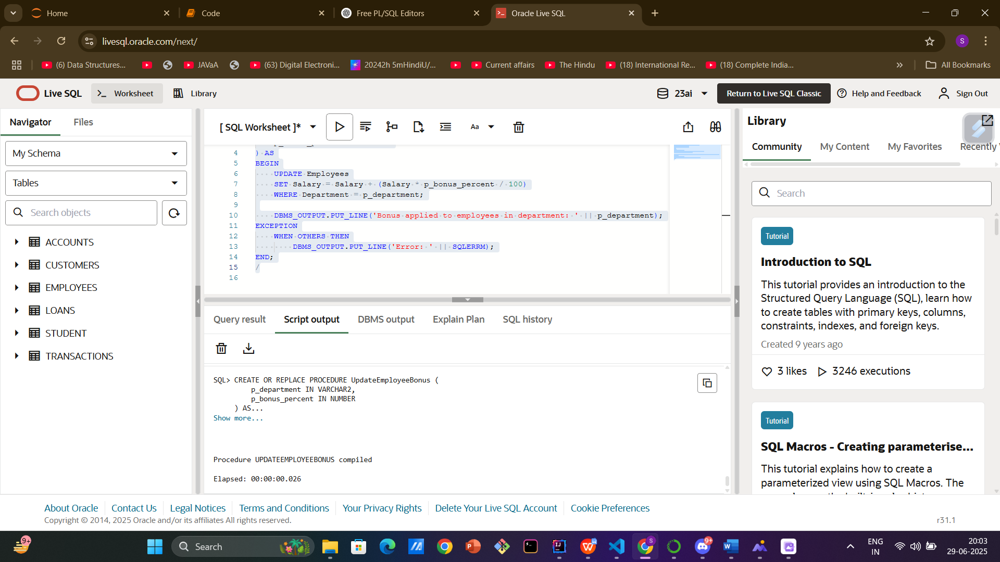 Home
Code
Free PL/SQL Editors
Oracle Live SQL
livesql.oracle.com/next/
S
(6) Data Structures...
JAVaA
(63) Digital Electroni...
20242h 5mHindiU/...
Current affairs
The Hindu
(18) International Re...
(18) Complete India...
All Bookmarks
Live SQL
Worksheet
Library
23ai
Return to Live SQL Classic
Help and Feedback
Sign Out
Navigator
Files
My Schema
Tables
Search objects
ACCOUNTS
CUSTOMERS
EMPLOYEES
LOANS
STUDENT
TRANSACTIONS
[ SQL Worksheet ]*
Aa
4 ) AS
5 BEGIN
6 UPDATE Employees
7 SET Salary = Salary + (Salary * p_bonus_percent / 100)
8 WHERE Department = p_department;
9
10 DBMS_OUTPUT.PUT_LINE('Bonus applied to employees in department: ' || p_department);
11 EXCEPTION
12 WHEN OTHERS THEN
13 DBMS_OUTPUT.PUT_LINE('Error: ' || SQLERRM);
14 END;
15 /
16
Query result
Script output
DBMS output
Explain Plan
SQL history
SQL> CREATE OR REPLACE PROCEDURE UpdateEmployeeBonus (
p_department IN VARCHAR2,
p_bonus_percent IN NUMBER
) AS...
Show more...
Procedure UPDATEEMPLOYEEBONUS compiled
Elapsed: 00:00:00.026
Library
Community
My Content
My Favorites
Recently
Search
Tutorial
Introduction to SQL
This tutorial provides an introduction to the
Structured Query Language (SQL), learn how
to create tables with primary keys, columns,
constraints, indexes, and foreign keys.
Created 9 years ago
3 likes
3246 executions
Tutorial
SQL Macros - Creating parameterise...
This tutorial explains how to create a
parameterized view using SQL Macros. The
About Oracle
Contact Us
Legal Notices
Terms and Conditions
Your Privacy Rights
Delete Your Live SQL Account
Cookie Preferences
Copyright © 2014, 2025 Oracle and/or its affiliates All rights reserved.
r31.1
9+
Search
9+
ENG
IN
20:03
29-06-2025